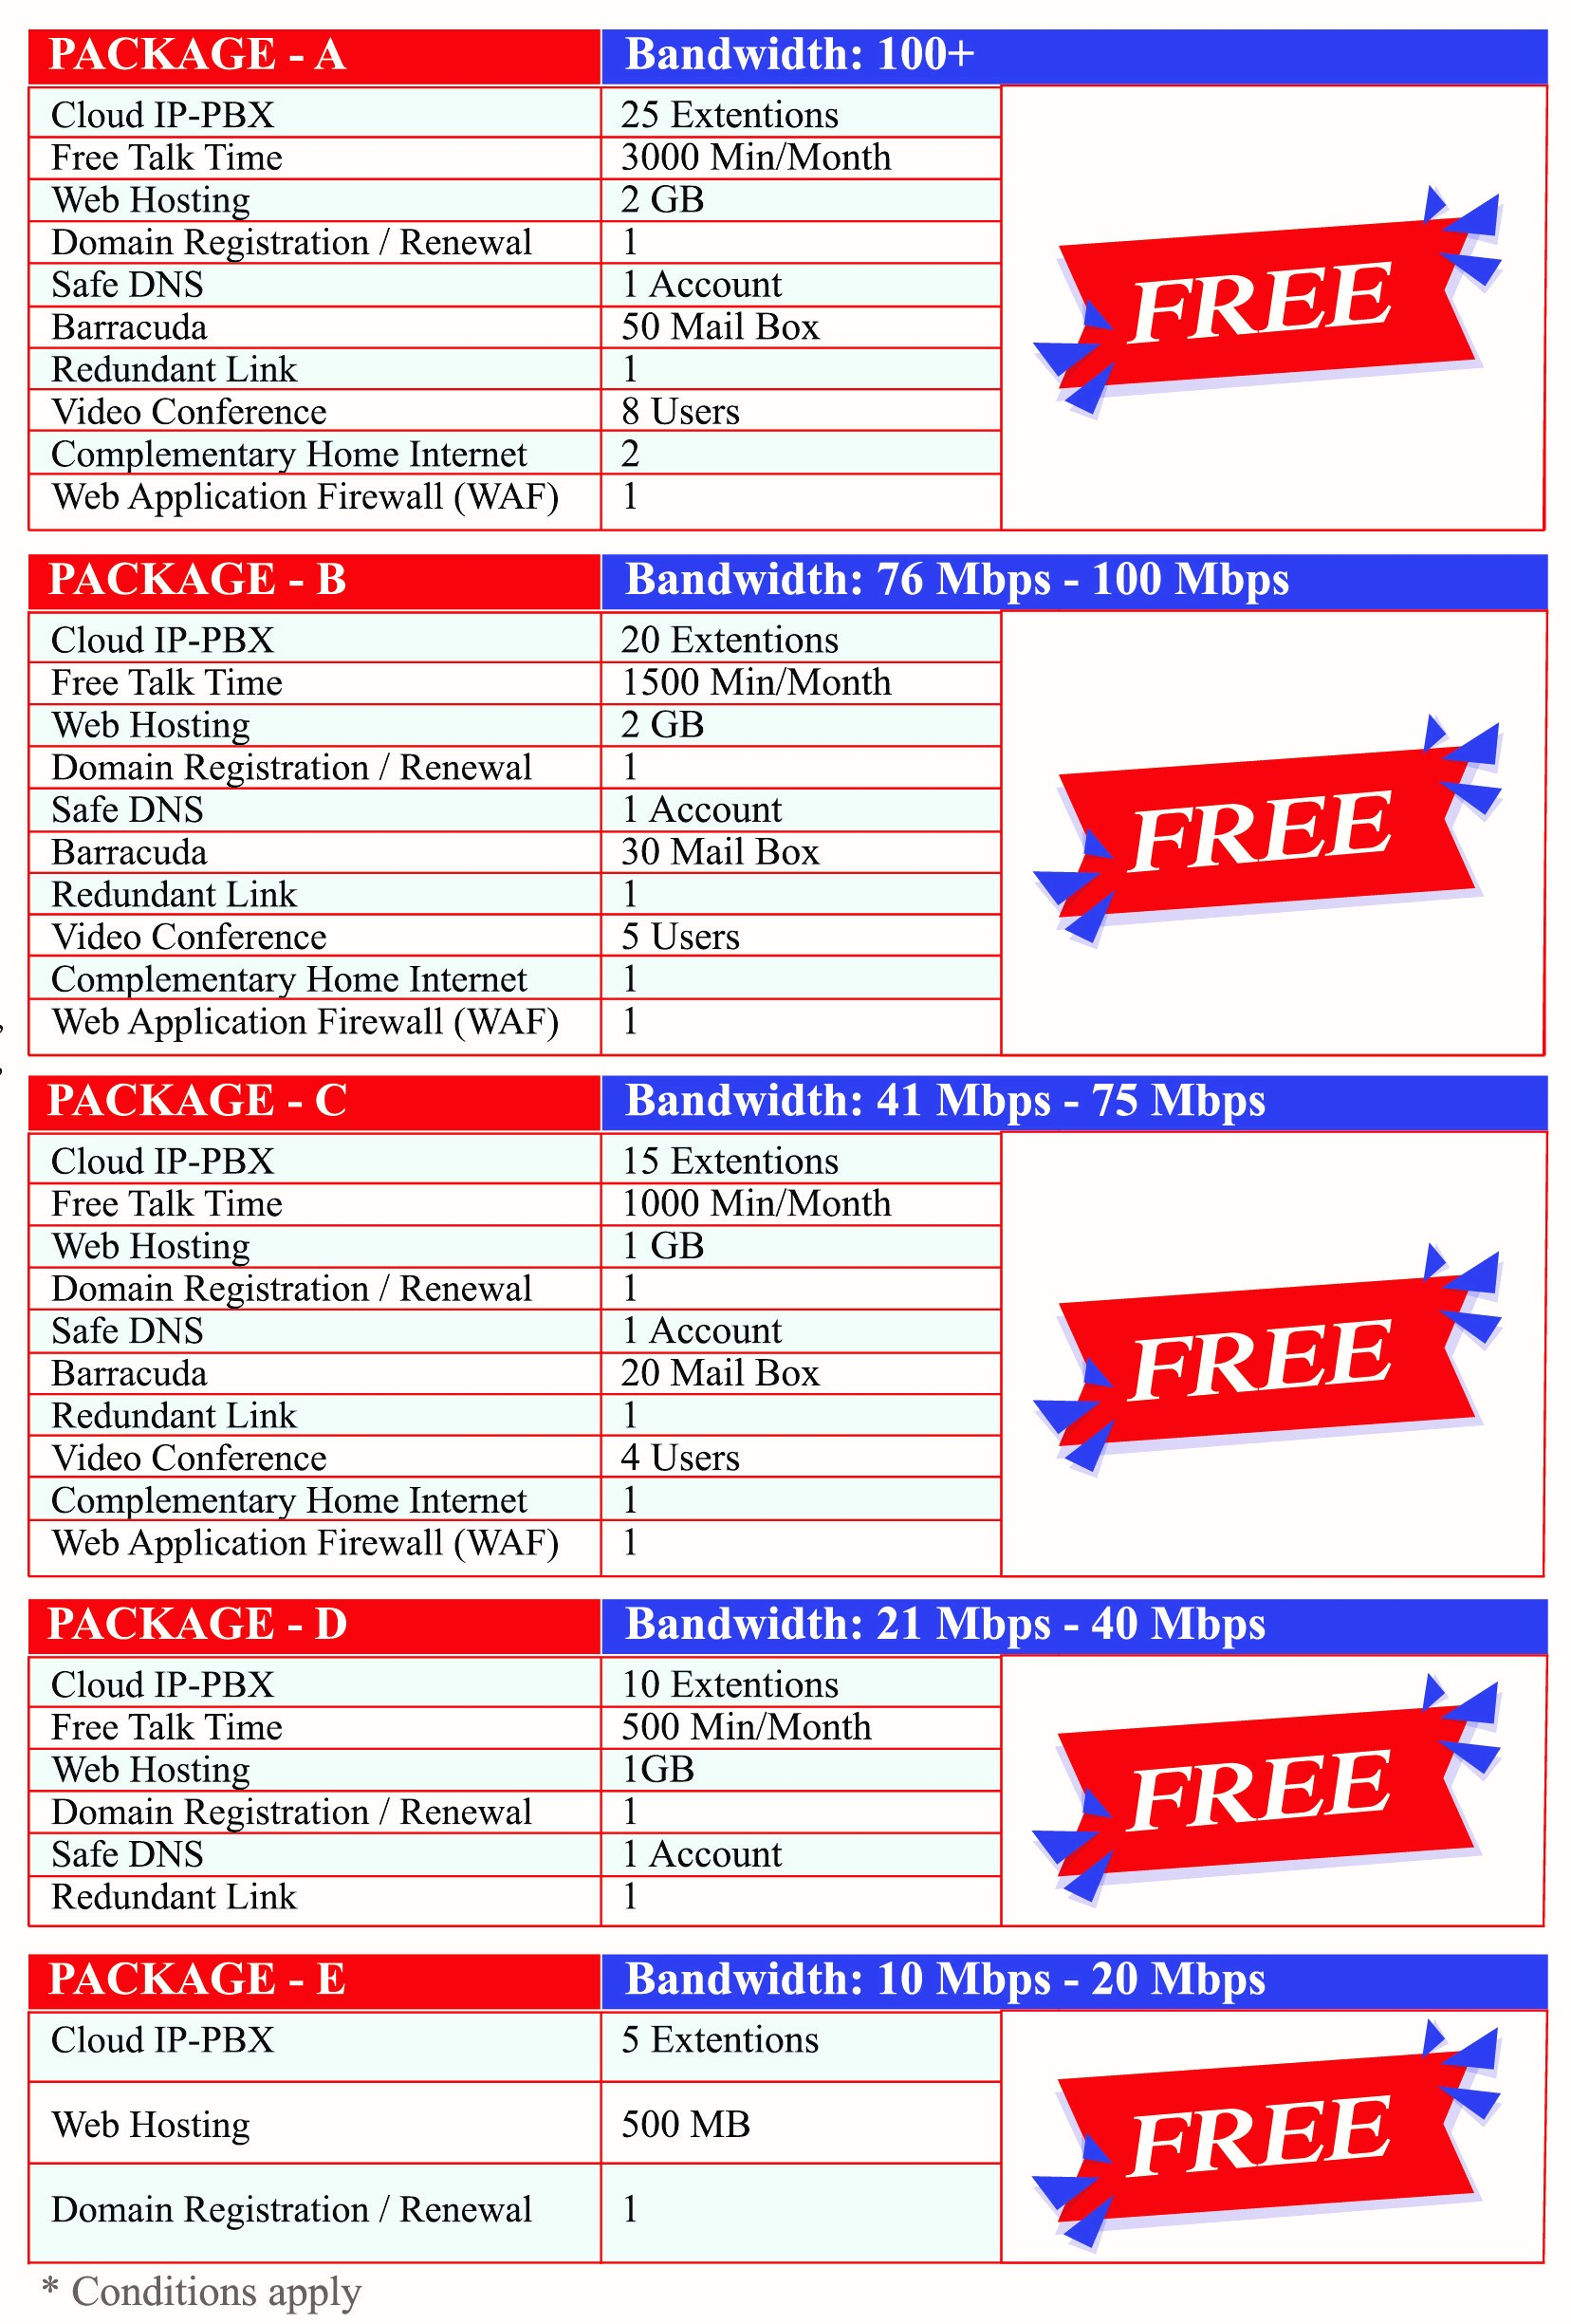 PACKAGE - A Bandwidth: 100+
Cloud IP-PBX 25 Extentions
Free Talk Time 3000 Min/Month
Web Hosting 2 GB
Domain Registration / Renewal 1
Safe DNS 1 Account
Barracuda 50 Mail Box
Redundant Link 1
Video Conference 8 Users
Complementary Home Internet 2
Web Application Firewall (WAF) 1
FREE
PACKAGE - B Bandwidth: 76 Mbps - 100 Mbps
Cloud IP-PBX 20 Extentions
Free Talk Time 1500 Min/Month
Web Hosting 2 GB
Domain Registration / Renewal 1
Safe DNS 1 Account
Barracuda 30 Mail Box
Redundant Link 1
Video Conference 5 Users
Complementary Home Internet 1
Web Application Firewall (WAF) 1
FREE
PACKAGE - C Bandwidth: 41 Mbps - 75 Mbps
Cloud IP-PBX 15 Extentions
Free Talk Time 1000 Min/Month
Web Hosting 1 GB
Domain Registration / Renewal 1
Safe DNS 1 Account
Barracuda 20 Mail Box
Redundant Link 1
Video Conference 4 Users
Complementary Home Internet 1
Web Application Firewall (WAF) 1
FREE
PACKAGE - D Bandwidth: 21 Mbps - 40 Mbps
Cloud IP-PBX 10 Extentions
Free Talk Time 500 Min/Month
Web Hosting 1GB
Domain Registration / Renewal 1
Safe DNS 1 Account
Redundant Link 1
FREE
PACKAGE - E Bandwidth: 10 Mbps - 20 Mbps
Cloud IP-PBX 5 Extentions
Web Hosting 500 MB
Domain Registration / Renewal 1
FREE
* Conditions apply